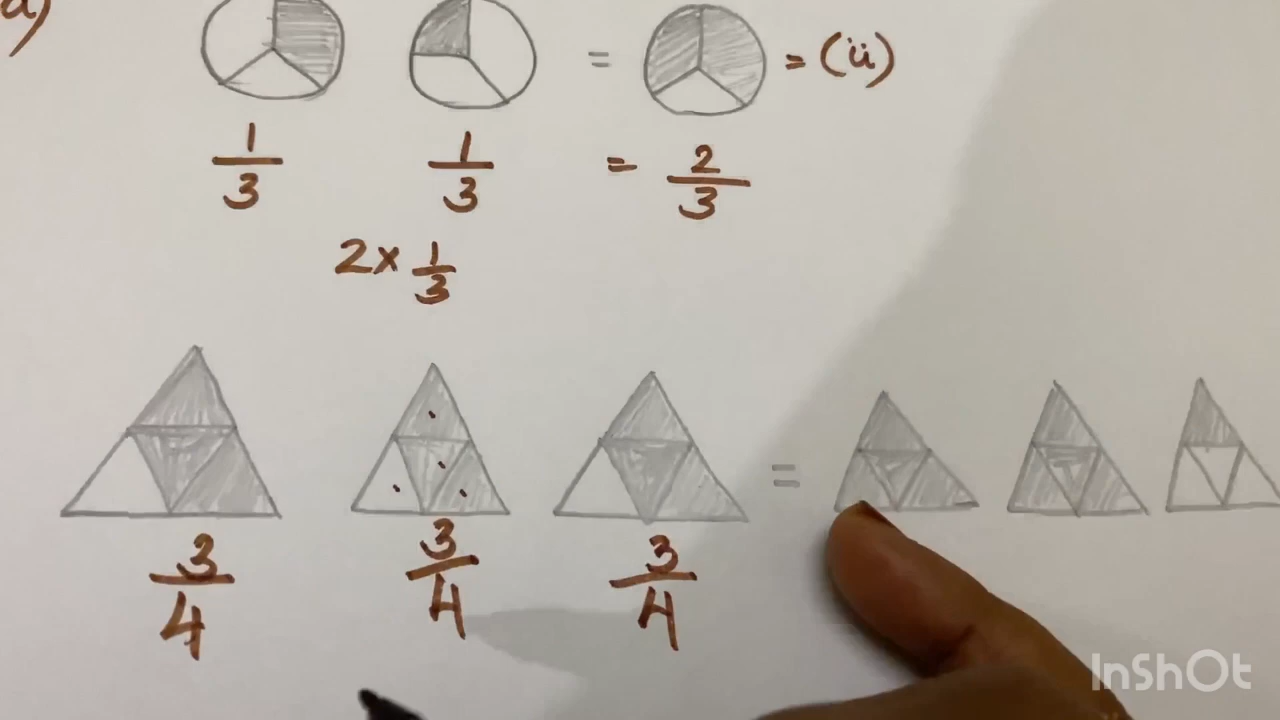 a)
= = (ii)
1/3 1/3 = 2/3
2 × 1/3
=
3/4 3/4 3/4
InShOt